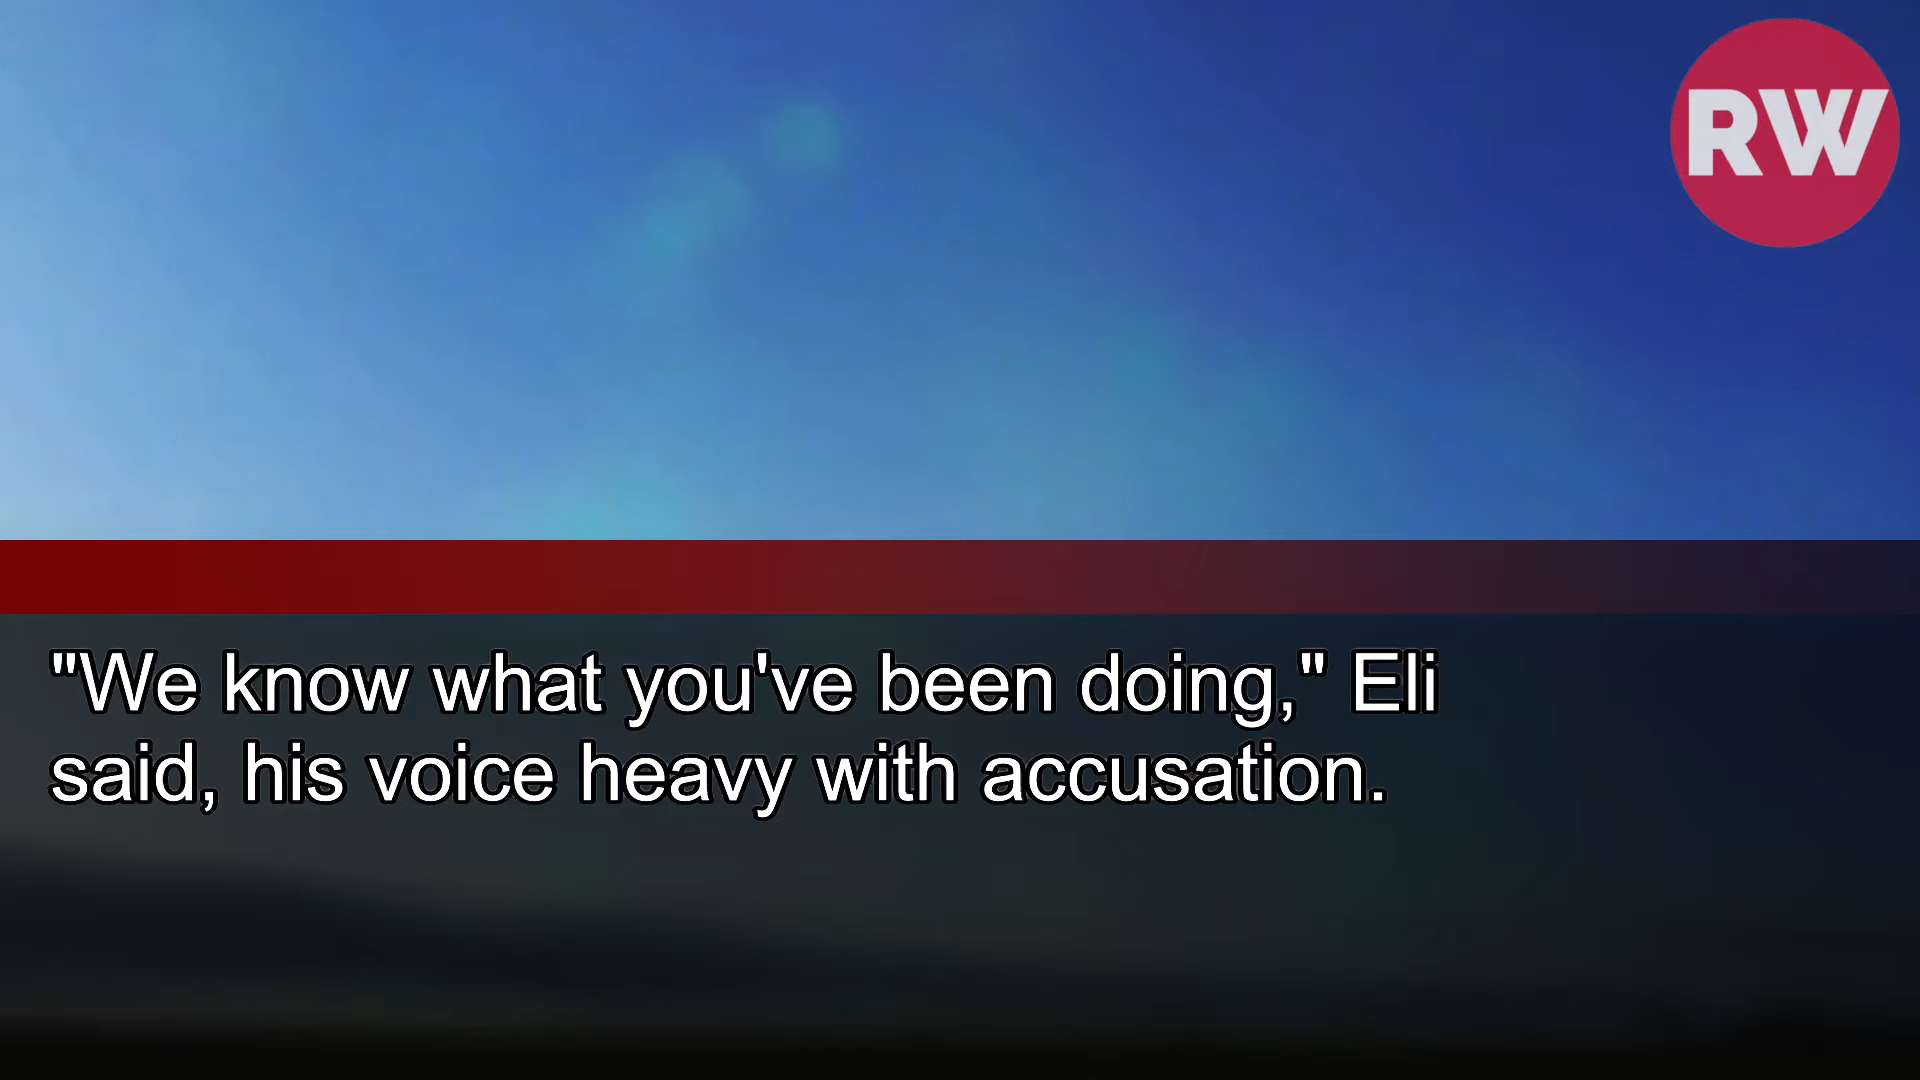 RW
"We know what you've been doing," Eli
said, his voice heavy with accusation.